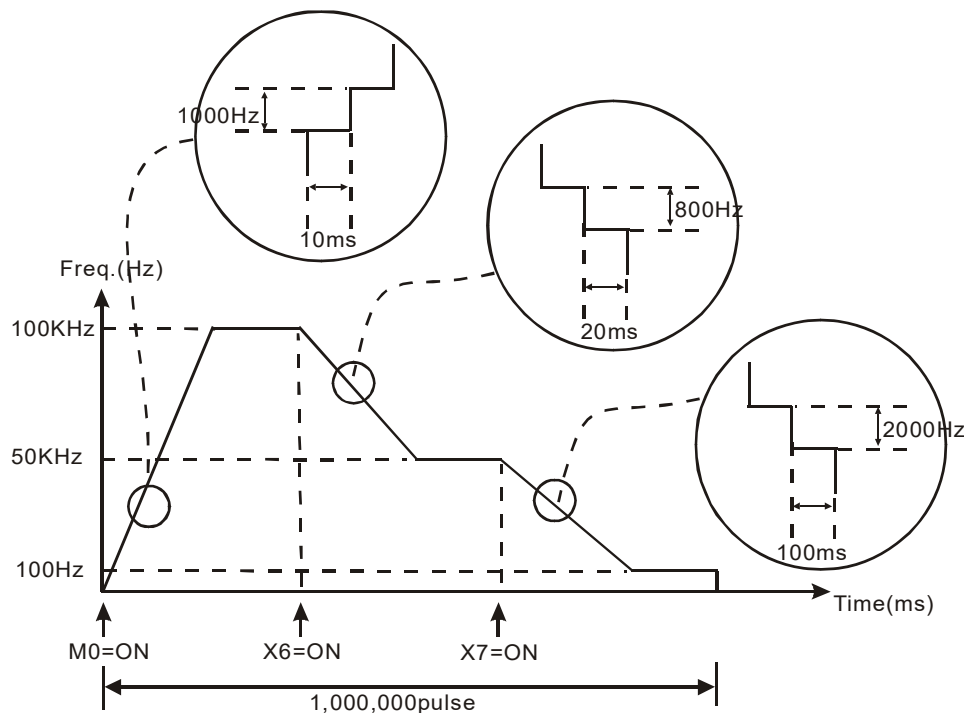 1000Hz
10ms
800Hz
20ms
Freq.(Hz)
100KHz
2000Hz
50KHz
100ms
100Hz
Time(ms)
M0=ON
X6=ON
X7=ON
1,000,000pulse